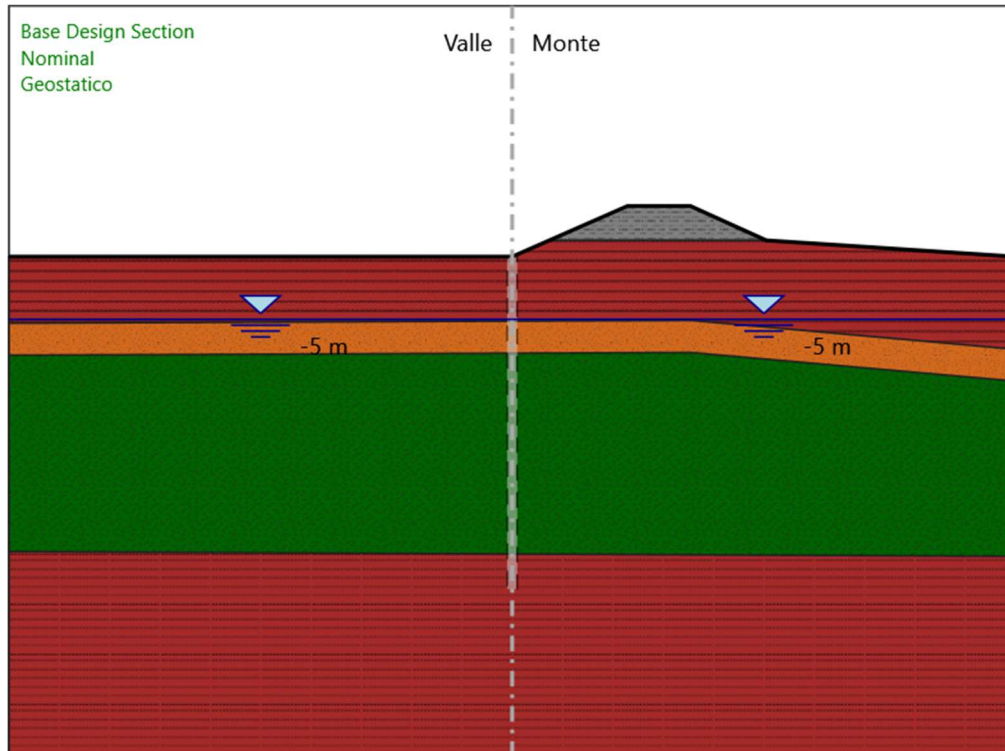 Base Design Section
Nominal
Geostatico
Valle
Monte
-5 m
-5 m